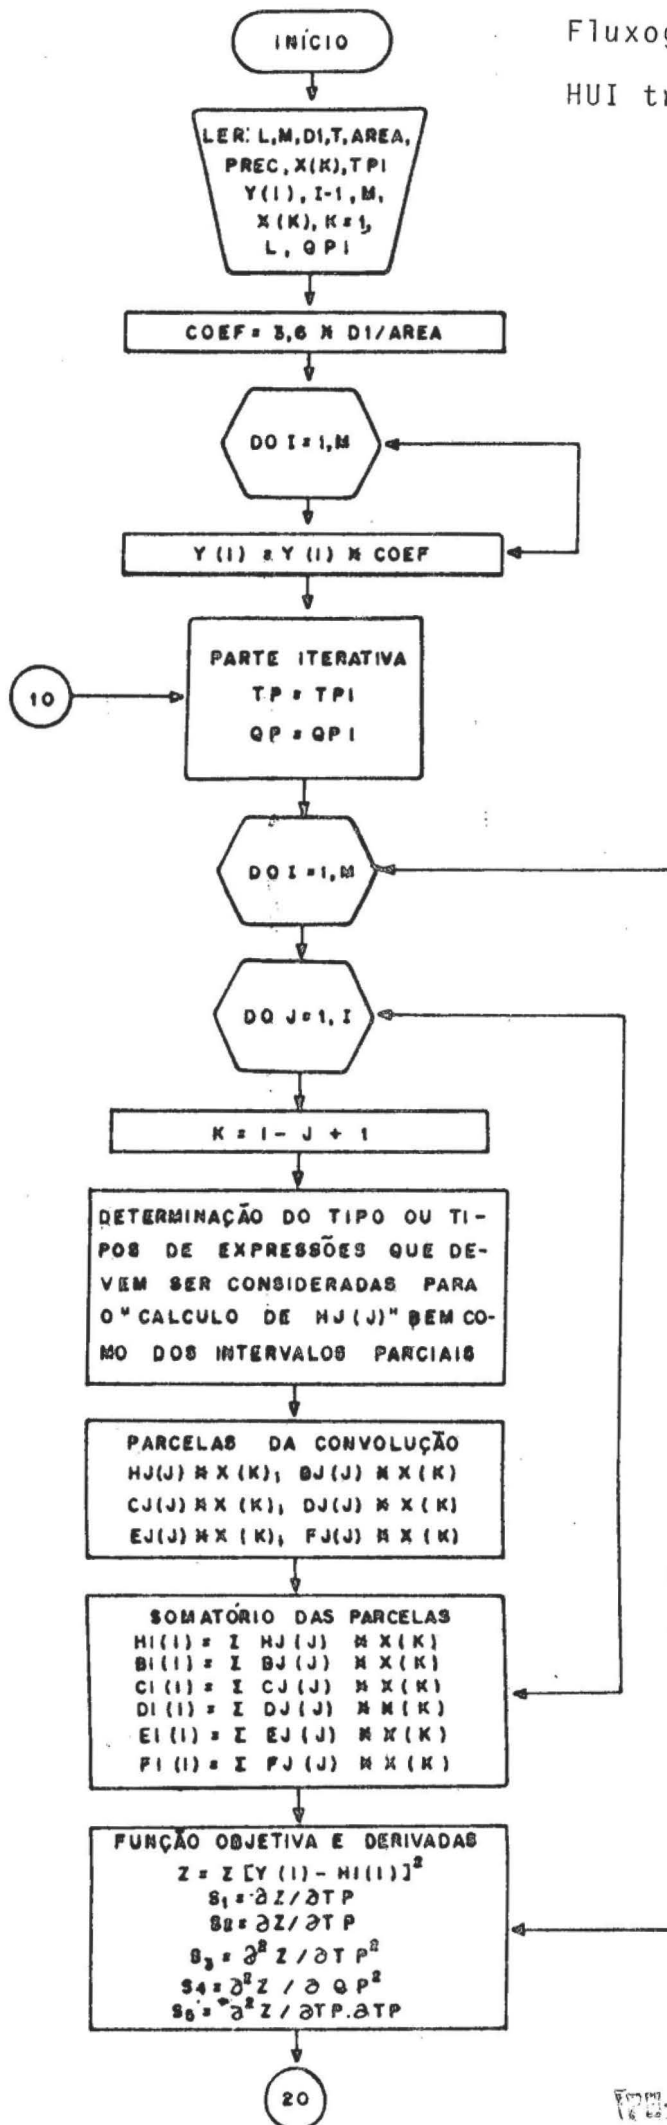 Fluxog
HUI tr
INÍCIO
LER: L,M,D1,T,AREA,
PREC,X(K),TPI
Y(I),I-1,M,
X(K),K=1,
L, QPI
COEF= 3,6 * D1/AREA
DO I=1,M
Y(I) = Y(I) * COEF
PARTE ITERATIVA
TP = TPI
QP = QPI
10
DO I=1,M
DO J=1,I
K = I - J + 1
DETERMINAÇÃO DO TIPO OU TI-
POS DE EXPRESSÕES QUE DE-
VEM SER CONSIDERADAS PARA
O "CALCULO DE HJ(J)" BEM CO-
MO DOS INTERVALOS PARCIAIS
PARCELAS DA CONVOLUÇÃO
HJ(J) * X(K); BJ(J) * X(K)
CJ(J) * X(K); DJ(J) * X(K)
EJ(J) * X(K); FJ(J) * X(K)
SOMATÓRIO DAS PARCELAS
HI(I) = Σ HJ(J) * X(K)
BI(I) = Σ BJ(J) * X(K)
CI(I) = Σ CJ(J) * X(K)
DI(I) = Σ DJ(J) * X(K)
EI(I) = Σ EJ(J) * X(K)
FI(I) = Σ FJ(J) * X(K)
FUNÇÃO OBJETIVA E DERIVADAS
Z = Σ [Y(I) - HI(I)]²
S₁ = ∂Z/∂TP
S₂ = ∂Z/∂TP
S₃ = ∂²Z/∂TP²
S₄ = ∂²Z/∂QP²
S₅ = ∂²Z/∂TP.∂TP
20